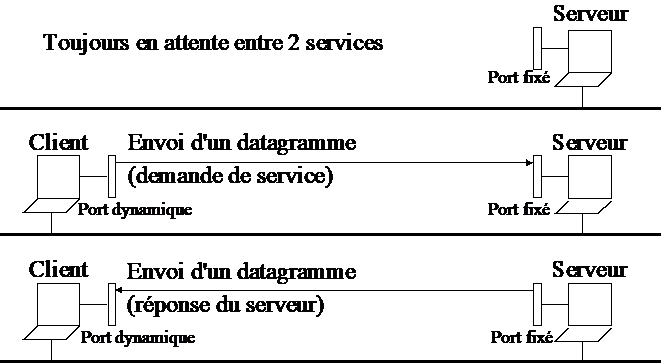 Serveur
Toujours en attente entre 2 services
Port fixé
Client
Envoi d'un datagramme
Serveur
(demande de service)
Port dynamique
Port fixé
Client
Envoi d'un datagramme
Serveur
(réponse du serveur)
Port dynamique
Port fixé